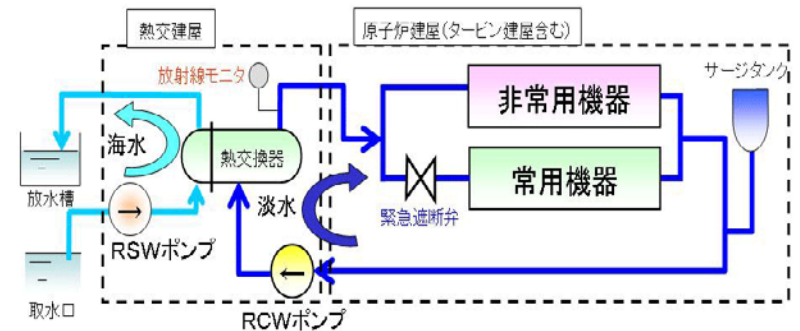 熱交建屋
原子炉建屋(タービン建屋含む)
放射線モニタ
サージタンク
非常用機器
海水
熱交換器
常用機器
放水槽
淡水
緊急遮断弁
RSWポンプ
取水口
RCWポンプ